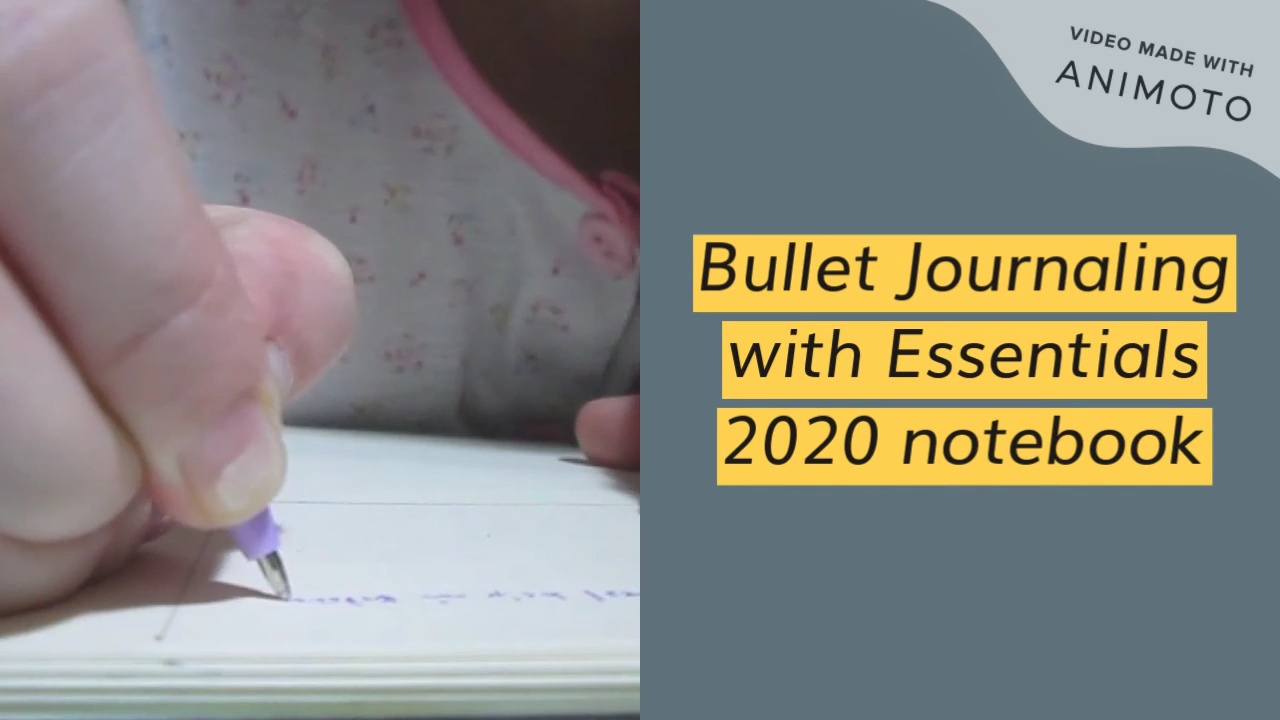 VIDEO MADE WITH
ANIMOTO
Bullet Journaling
with Essentials
2020 notebook